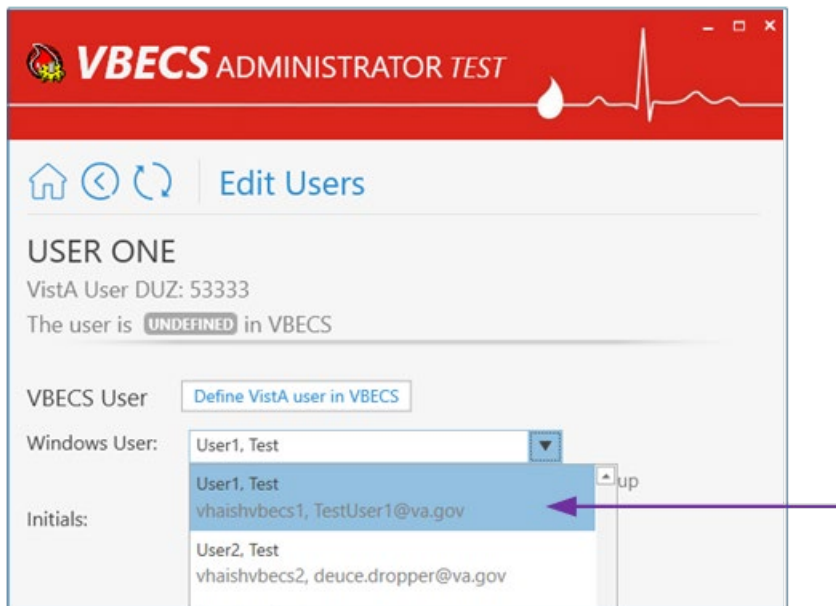 VBECS ADMINISTRATOR TEST
Edit Users
USER ONE
VistA User DUZ: 53333
The user is UNDEFINED in VBECS
VBECS User Define VistA user in VBECS
Windows User: User1, Test
User1, Test
up
vhaishvbecs1, TestUser1@va.gov
Initials:
User2, Test
vhaishvbecs2, deuce.dropper@va.gov